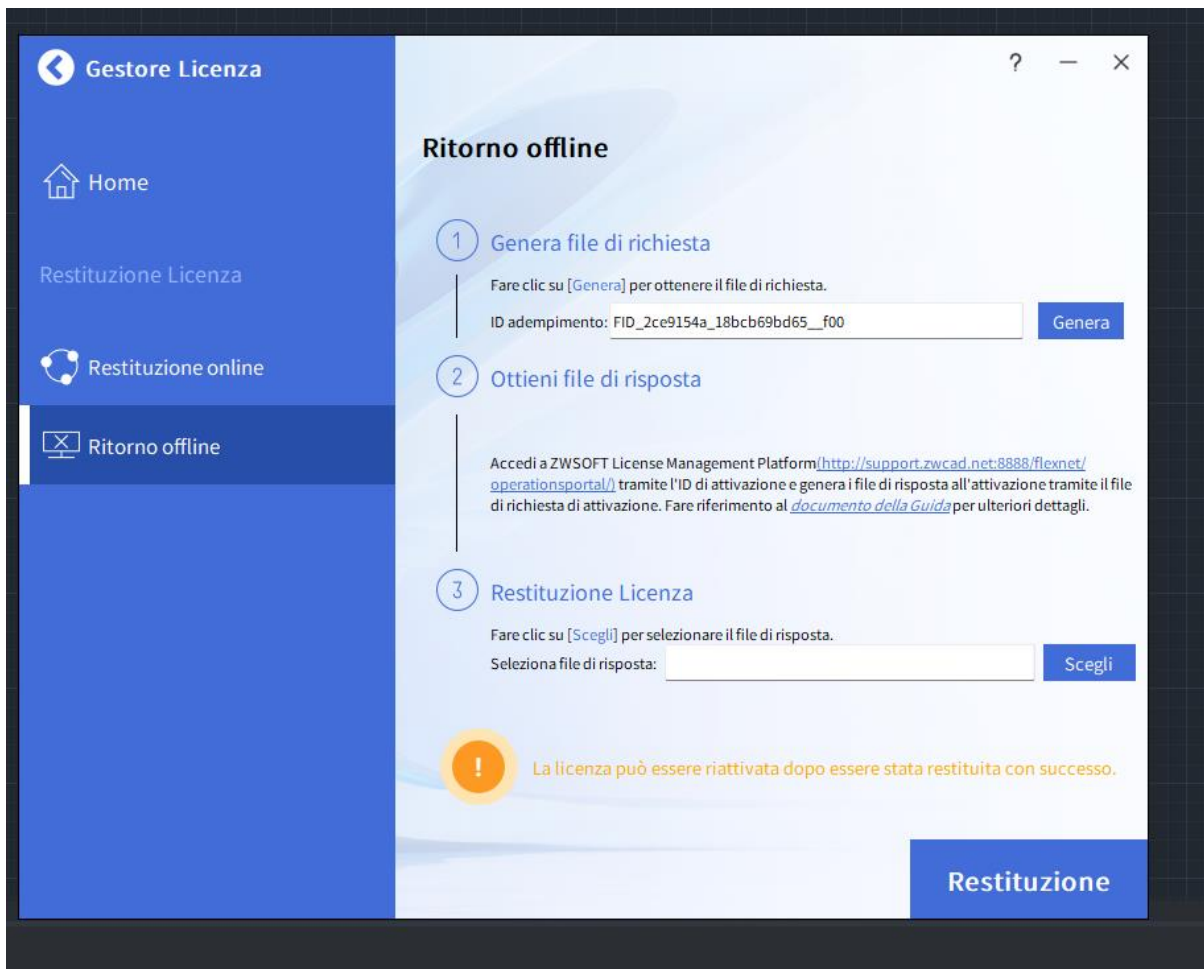 Gestore Licenza
? — ×
Home
Restituzione Licenza
Restituzione online
Ritorno offline
Ritorno offline
1 Genera file di richiesta
Fare clic su [Genera] per ottenere il file di richiesta.
ID adempimento: FID_2ce9154a_18bcb69bd65__f00 Genera
2 Ottieni file di risposta
Accedi a ZWSOFT License Management Platform(http://support.zwcad.net:8888/flexnet/
operationsportal/) tramite l'ID di attivazione e genera i file di risposta all'attivazione tramite il file
di richiesta di attivazione. Fare riferimento al documento della Guida per ulteriori dettagli.
3 Restituzione Licenza
Fare clic su [Scegli] per selezionare il file di risposta.
Seleziona file di risposta: Scegli
! La licenza può essere riattivata dopo essere stata restituita con successo.
Restituzione